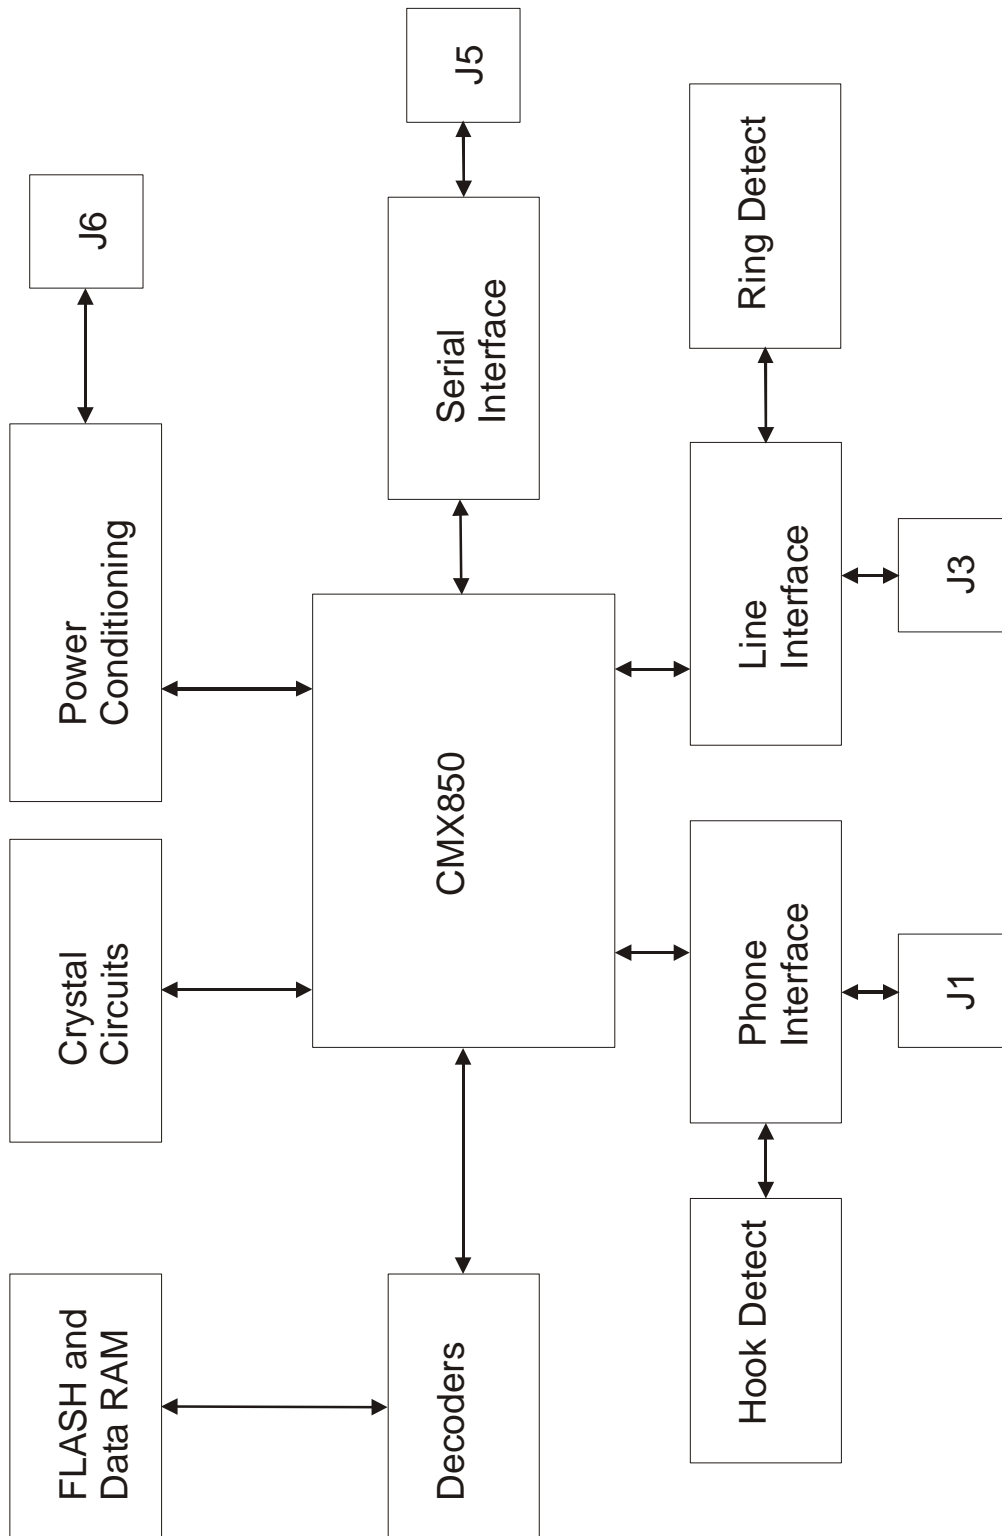 FLASH and
Data RAM
Crystal
Circuits
Power
Conditioning
J6
Decoders
CMX850
Serial
Interface
J5
Hook Detect
Phone
Interface
Line
Interface
Ring Detect
J1
J3